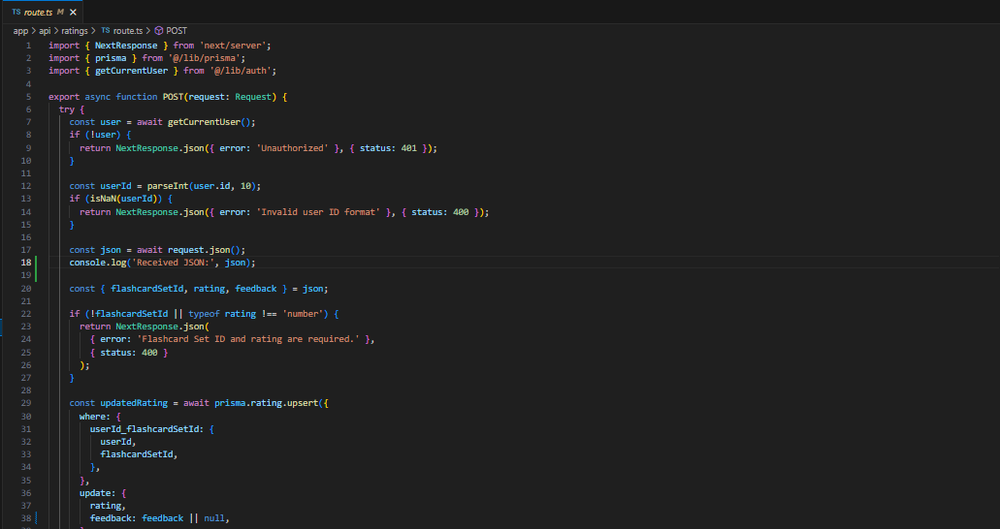 TS route.ts M ×
app > api > ratings > TS route.ts > POST
1 import { NextResponse } from 'next/server';
2 import { prisma } from '@/lib/prisma';
3 import { getCurrentUser } from '@/lib/auth';
4
5 export async function POST(request: Request) {
6 try {
7 const user = await getCurrentUser();
8 if (!user) {
9 return NextResponse.json({ error: 'Unauthorized' }, { status: 401 });
10 }
11
12 const userId = parseInt(user.id, 10);
13 if (isNaN(userId)) {
14 return NextResponse.json({ error: 'Invalid user ID format' }, { status: 400 });
15 }
16
17 const json = await request.json();
18 console.log('Received JSON:', json);
19
20 const { flashcardSetId, rating, feedback } = json;
21
22 if (!flashcardSetId || typeof rating !== 'number') {
23 return NextResponse.json(
24 { error: 'Flashcard Set ID and rating are required.' },
25 { status: 400 }
26 );
27 }
28
29 const updatedRating = await prisma.rating.upsert({
30 where: {
31 userId_flashcardSetId: {
32 userId,
33 flashcardSetId,
34 },
35 },
36 update: {
37 rating,
38 feedback: feedback || null,